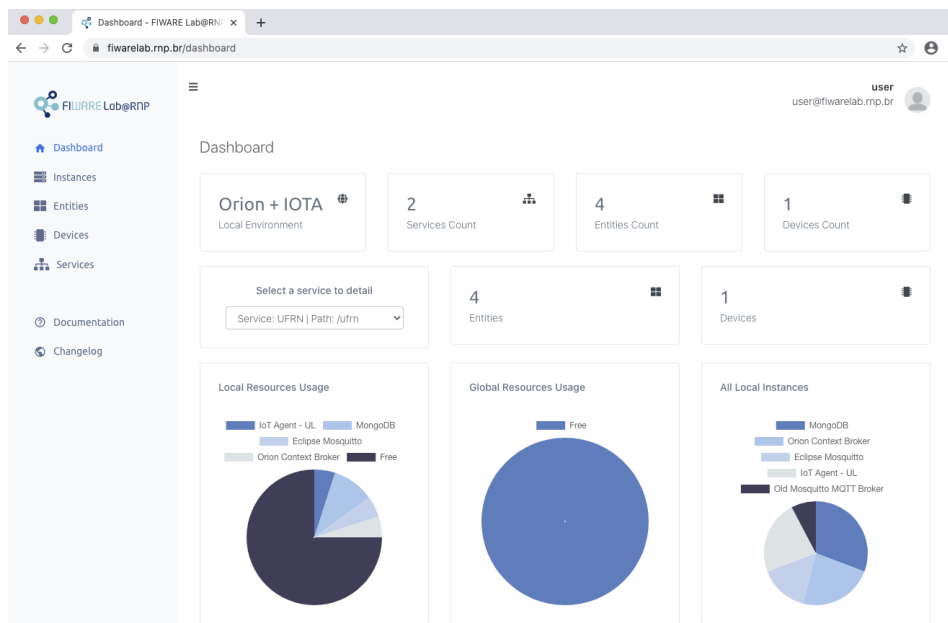 Dashboard - FIWARE Lab@RNP
fiwarelab.rnp.br/dashboard
FIWARE Lab@RNP
user
user@fiwarelab.rnp.br
Dashboard
Instances
Entities
Devices
Services
Documentation
Changelog
Dashboard
Orion + IOTA
Local Environment
2
Services Count
4
Entities Count
1
Devices Count
Select a service to detail
Service: UFRN | Path: /ufrn
4
Entities
1
Devices
Local Resources Usage
IoT Agent - UL MongoDB
Eclipse Mosquitto
Orion Context Broker Free
Global Resources Usage
Free
All Local Instances
MongoDB
Orion Context Broker
Eclipse Mosquitto
IoT Agent - UL
Old Mosquitto MQTT Broker